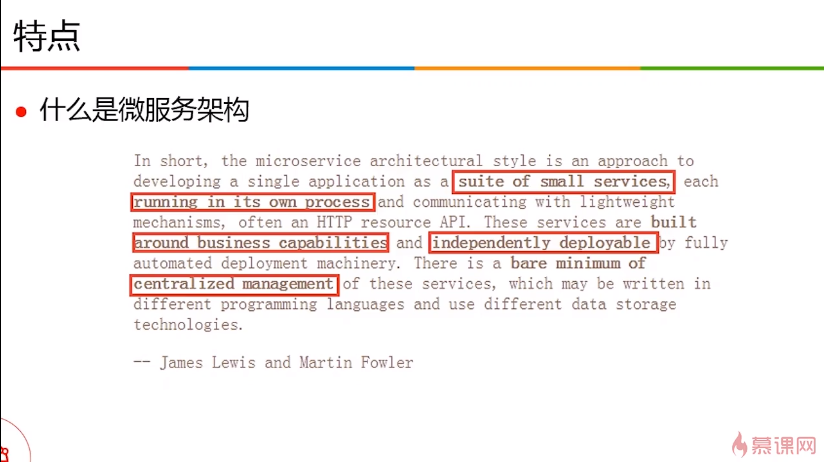 特点
什么是微服务架构
In short, the microservice architectural style is an approach to
developing a single application as a suite of small services, each
running in its own process and communicating with lightweight
mechanisms, often an HTTP resource API. These services are built
around business capabilities and independently deployable by fully
automated deployment machinery. There is a bare minimum of
centralized management of these services, which may be written in
different programming languages and use different data storage
technologies.
-- James Lewis and Martin Fowler
慕课网